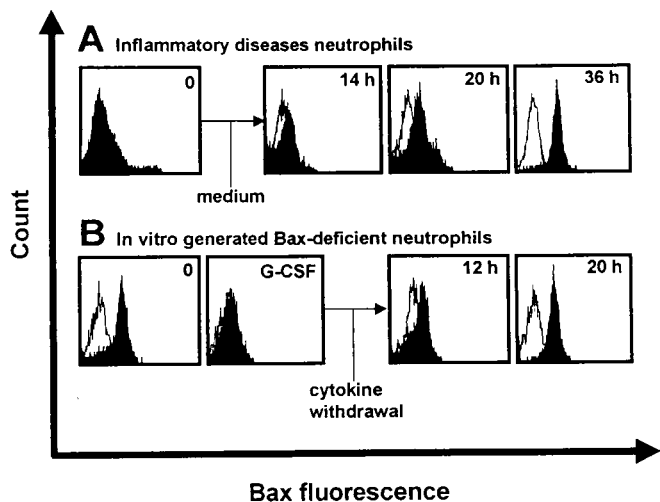 A Inflammatory diseases neutrophils
0
14 h
20 h
36 h
medium
B In vitro generated Bax-deficient neutrophils
0
G-CSF
12 h
20 h
cytokine
withdrawal
Count
Bax fluorescence